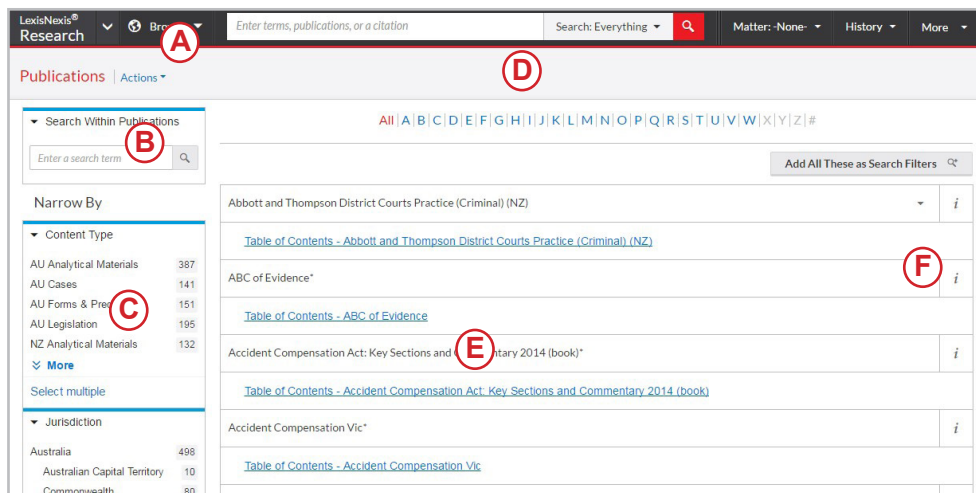 LexisNexis®
Research
Bro
A
Enter terms, publications, or a citation
Search: Everything
Matter: -None-
History
More
Publications | Actions
D
Search Within Publications
B
Enter a search term
All|A|B|C|D|E|F|G|H|I|J|K|L|M|N|O|P|Q|R|S|T|U|V|W|X|Y|Z|#
Add All These as Search Filters
Narrow By
Content Type
AU Analytical Materials 387
AU Cases 141
AU Forms & Prec 151
C
AU Legislation 195
NZ Analytical Materials 132
More
Select multiple
Jurisdiction
Australia 498
Australian Capital Territory 10
Commonwealth 80
Abbott and Thompson District Courts Practice (Criminal) (NZ) i
Table of Contents - Abbott and Thompson District Courts Practice (Criminal) (NZ)
F
ABC of Evidence* i
Table of Contents - ABC of Evidence
E
Accident Compensation Act: Key Sections and C mentary 2014 (book)* i
Table of Contents - Accident Compensation Act: Key Sections and Commentary 2014 (book)
Accident Compensation Vic* i
Table of Contents - Accident Compensation Vic